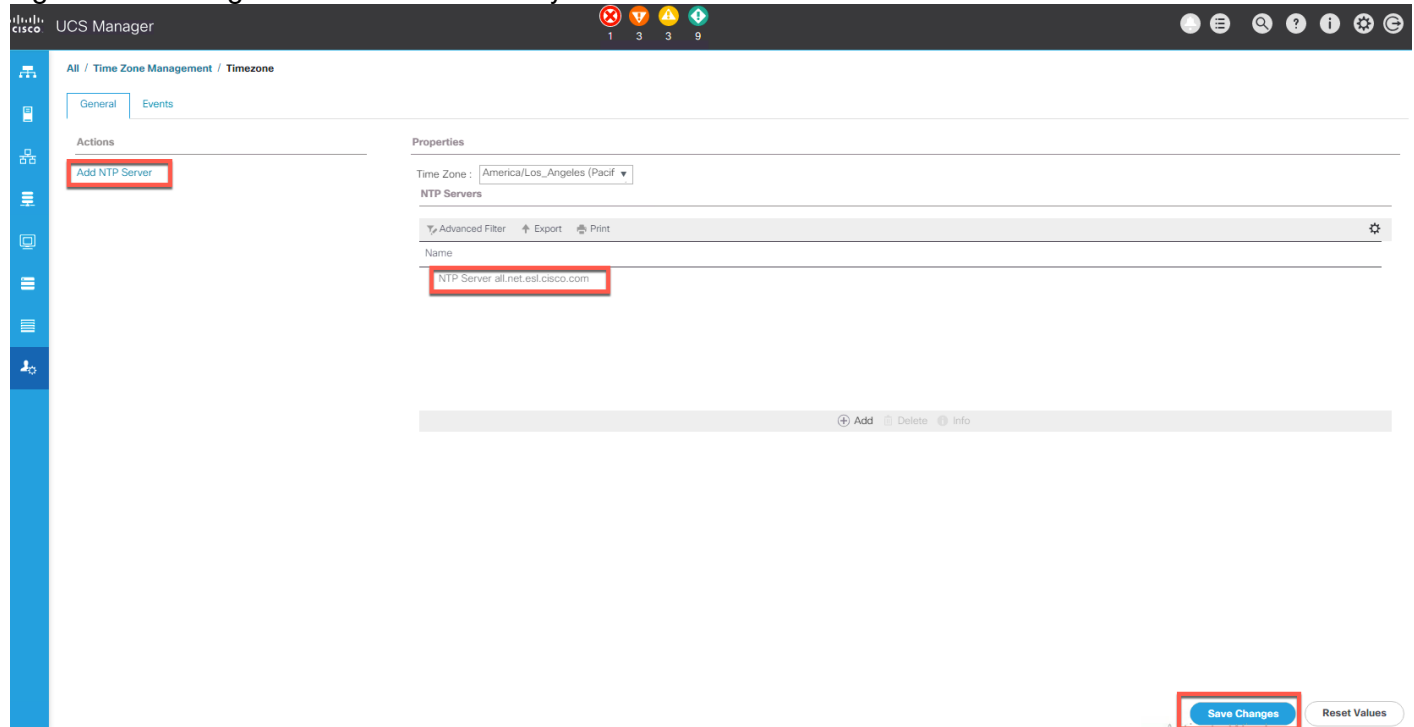 cisco UCS Manager
1 3 3 9
All / Time Zone Management / Timezone
General Events
Actions
Properties
Add NTP Server
Time Zone : America/Los_Angeles (Pacif
NTP Servers
Advanced Filter Export Print
Name
NTP Server all.net.esl.cisco.com
Add Delete Info
Save Changes Reset Values